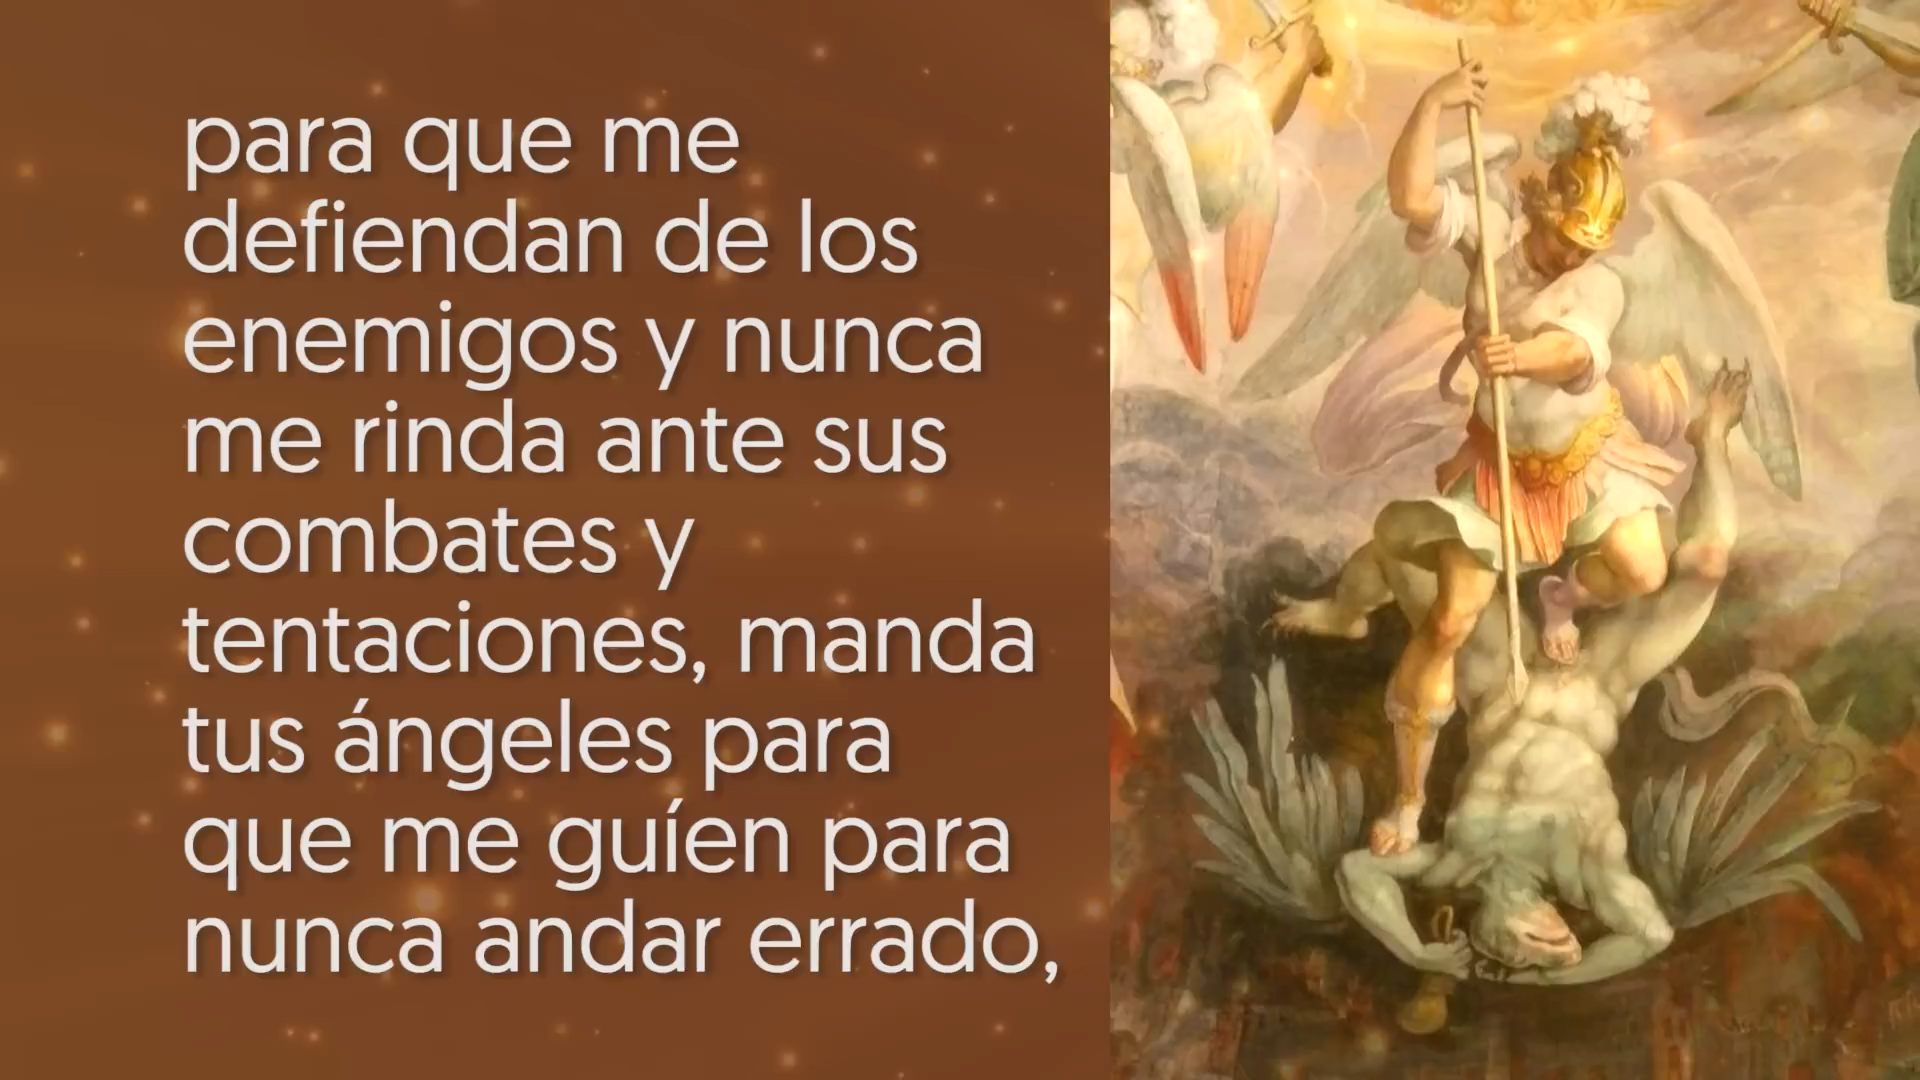 para que me
defiendan de los
enemigos y nunca
me rinda ante sus
combates y
tentaciones, manda
tus ángeles para
que me guíen para
nunca andar errado,